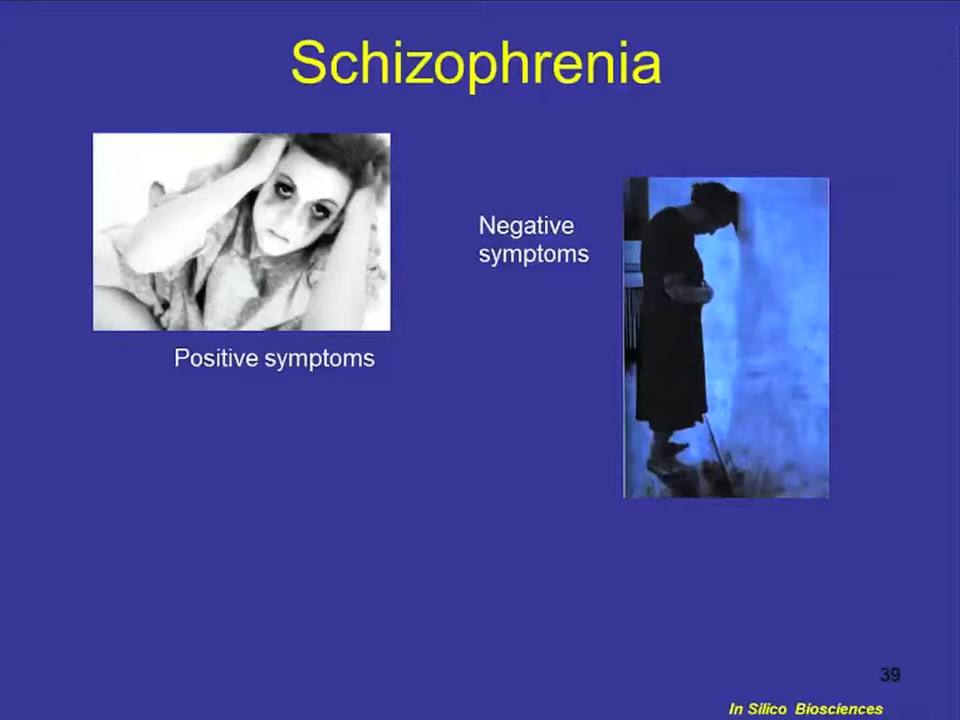 Schizophrenia
Negative
symptoms
Positive symptoms
39
In Silico Biosciences